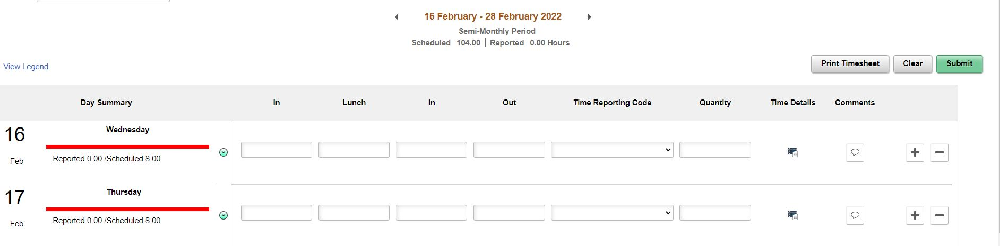 16 February - 28 February 2022
Semi-Monthly Period
Scheduled 104.00 | Reported 0.00 Hours
View Legend
Print Timesheet Clear Submit
Day Summary In Lunch In Out Time Reporting Code Quantity Time Details Comments
16 Wednesday
Feb Reported 0.00 /Scheduled 8.00
17 Thursday
Feb Reported 0.00 /Scheduled 8.00